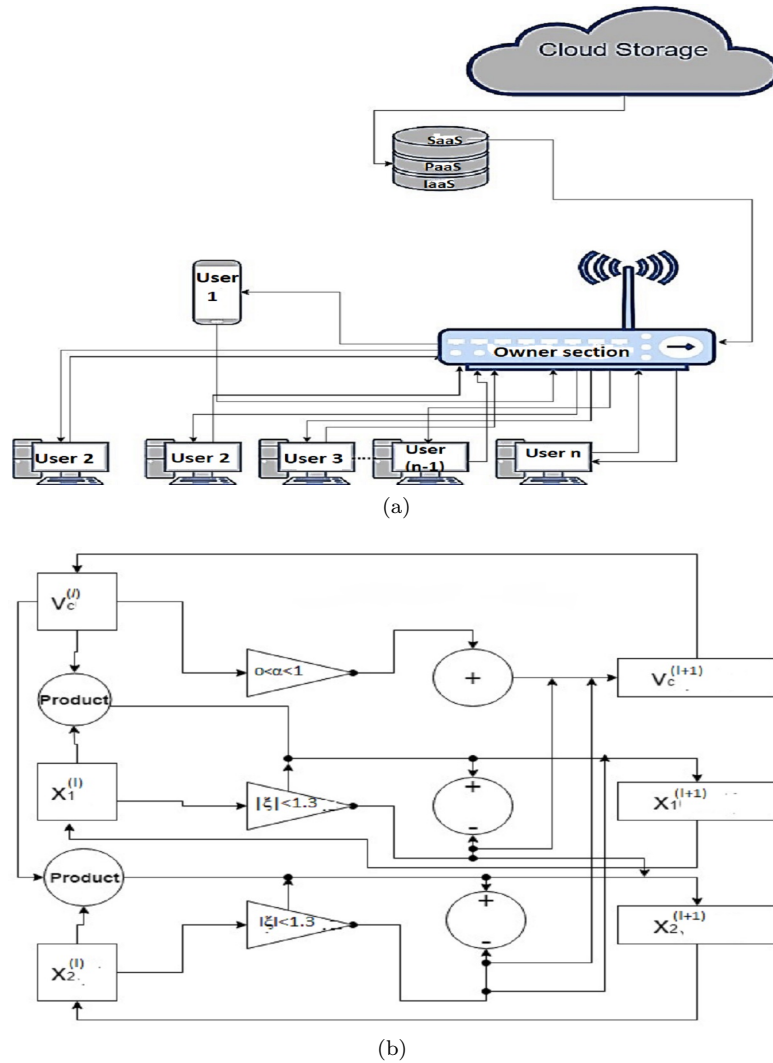 Cloud Storage
SaaS
PaaS
IaaS
User
1
Owner section
User 2
User 2
User 3
User
(n-1)
User n
(a)
V_c^(l)
0<α<1
+
V_c^(l+1)
Product
X_1^(l)
|ξ|<1.3
+
-
X_1^(l+1)
Product
|ξ|<1.3
+
-
X_2^(l+1)
X_2^(l)
(b)